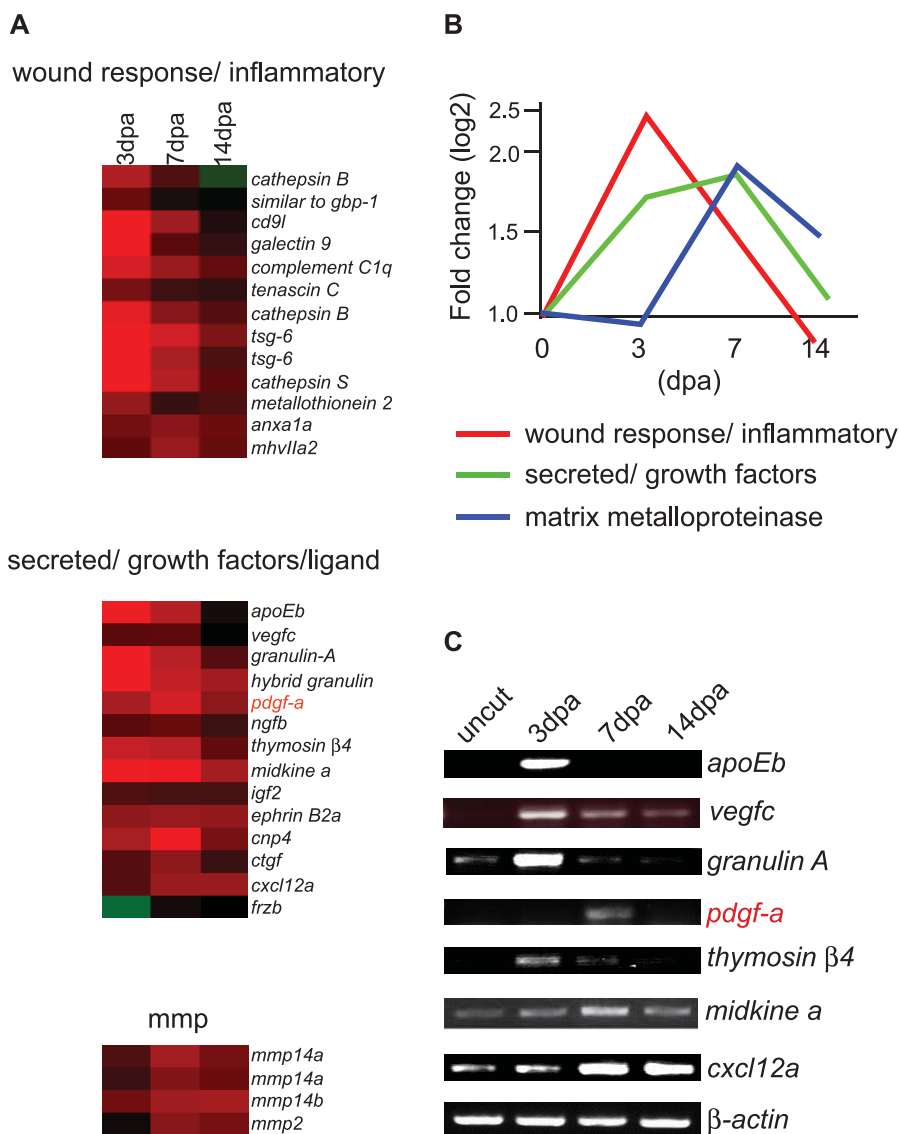 A
wound response/ inflammatory
3dpa
7dpa
14dpa
cathepsin B
similar to gbp-1
cd9l
galectin 9
complement C1q
tenascin C
cathepsin B
tsg-6
tsg-6
cathepsin S
metallothionein 2
anxa1a
mhvIIa2
secreted/ growth factors/ligand
apoEb
vegfc
granulin-A
hybrid granulin
pdgf-a
ngfb
thymosin β4
midkine a
igf2
ephrin B2a
cnp4
ctgf
cxcl12a
frzb
mmp
mmp14a
mmp14a
mmp14b
mmp2
B
Fold change (log2)
2.5
2.0
1.5
1.0
0 3 7 14
(dpa)
wound response/ inflammatory
secreted/ growth factors
matrix metalloproteinase
C
uncut
3dpa
7dpa
14dpa
apoEb
vegfc
granulin A
pdgf-a
thymosin β4
midkine a
cxcl12a
β-actin